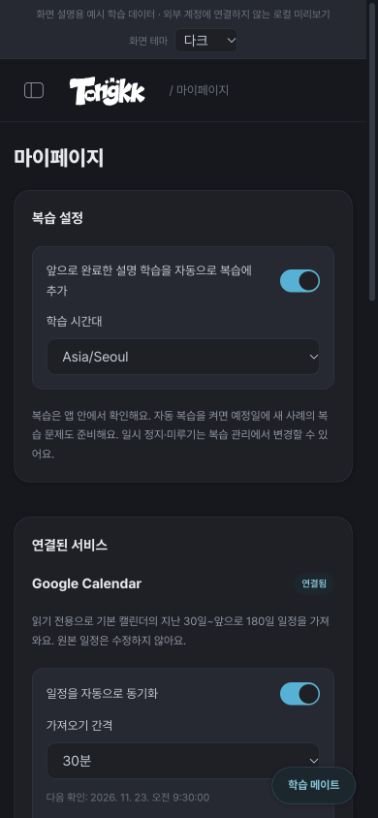 화면 설명용 예시 학습 데이터 · 외부 계정에 연결하지 않는 로컬 미리보기
화면 테마 다크
Tongkk / 마이페이지
마이페이지
복습 설정
앞으로 완료한 설명 학습을 자동으로 복습에
추가
학습 시간대
Asia/Seoul
복습은 앱 안에서 확인해요. 자동 복습을 켜면 예정일에 새 사례의 복
습 문제도 준비해요. 일시 정지·미루기는 복습 관리에서 변경할 수 있
어요.
연결된 서비스
Google Calendar 연결됨
읽기 전용으로 기본 캘린더의 지난 30일~앞으로 180일 일정을 가져
와요. 원본 일정은 수정하지 않아요.
일정을 자동으로 동기화
가져오기 간격
30분
학습 메이트
다음 확인: 2026. 11. 23. 오전 9:30:00